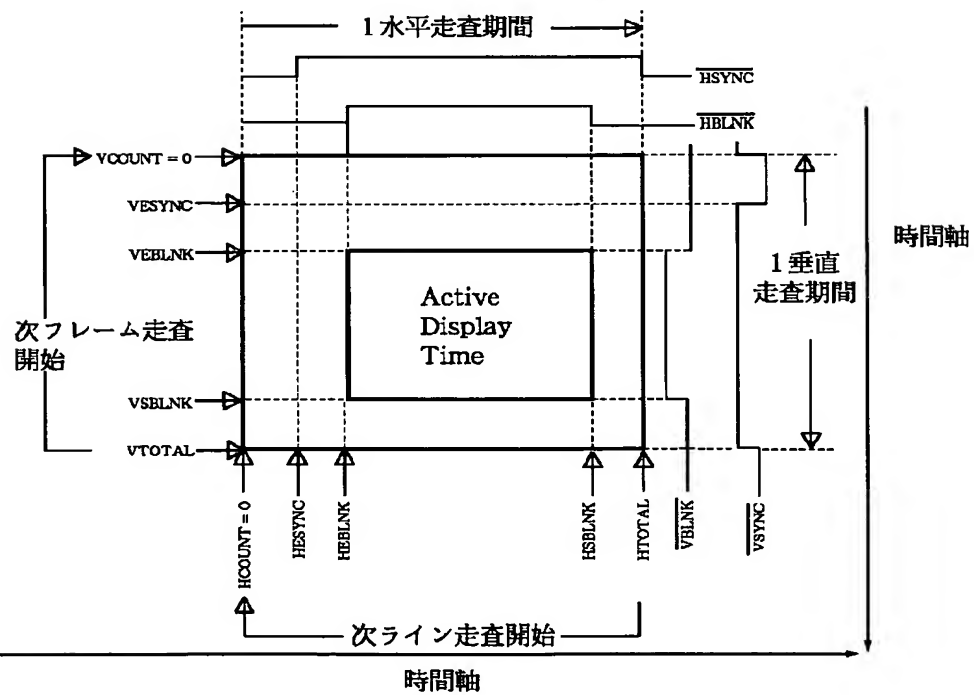 1水平走査期間
HSYNC
HBLNK
VCOUNT = 0
VESYNC
VEBLNK
時間軸
1垂直
走査期間
Active
Display
Time
次フレーム走査
開始
VSBLNK
VTOTAL
HCOUNT = 0
HESYNC
HEBLNK
HSBLNK
HTOTAL
VBLNK
VSYNC
次ライン走査開始
時間軸